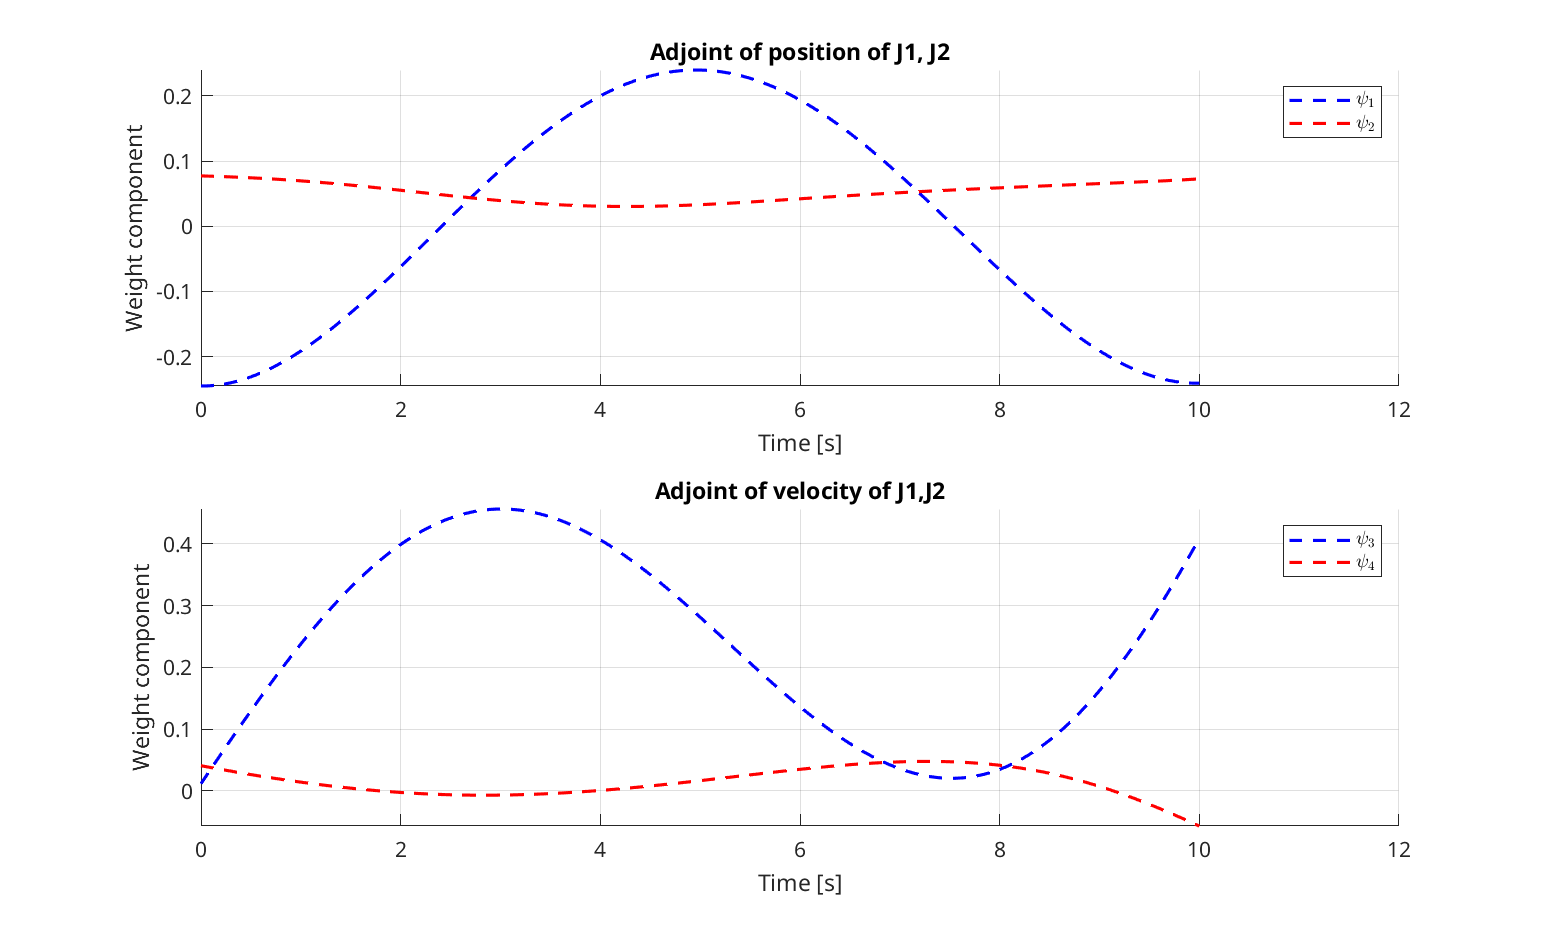 Adjoint of position of J1, J2
Weight component
0.2
0.1
0
-0.1
-0.2
0 2 4 6 8 10 12
Time [s]
ψ1
ψ2
Adjoint of velocity of J1,J2
Weight component
0.4
0.3
0.2
0.1
0
0 2 4 6 8 10 12
Time [s]
ψ3
ψ4